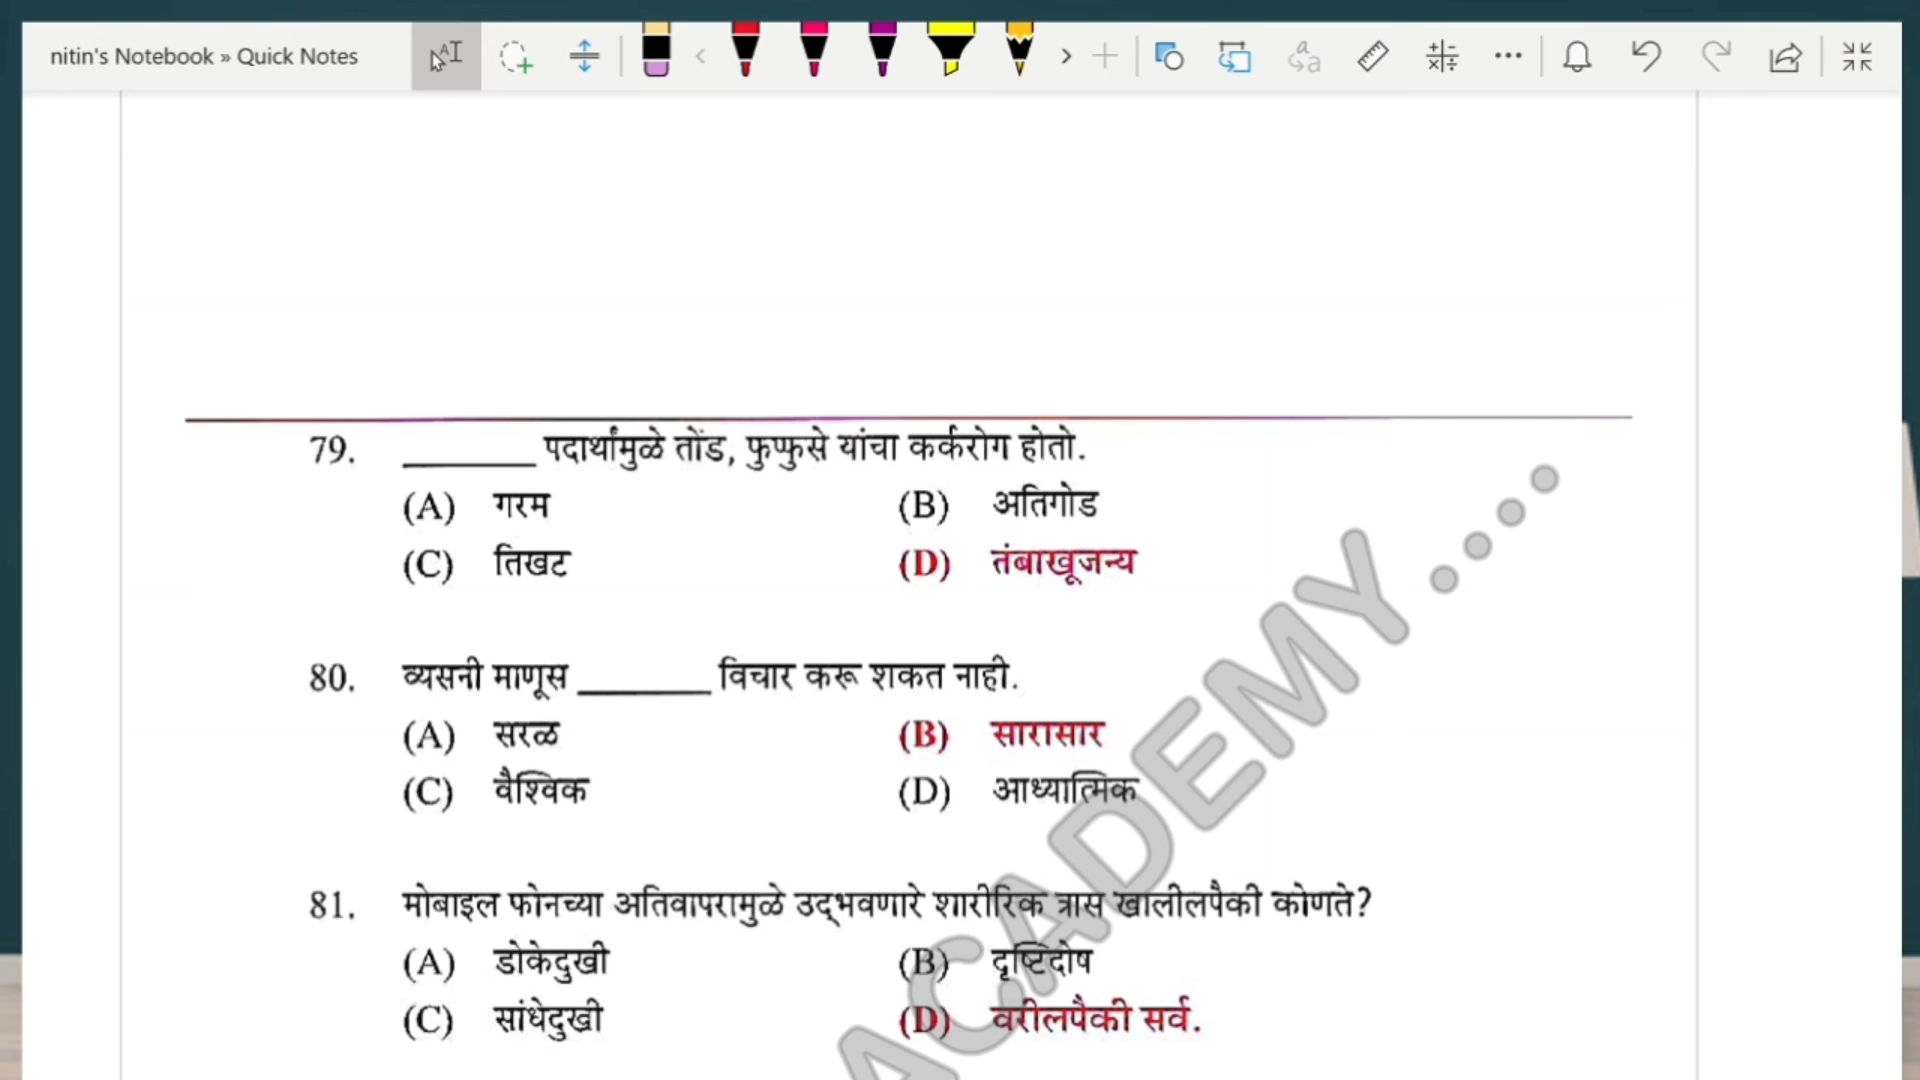 nitin's Notebook » Quick Notes
79. ________ पदार्थांमुळे तोंड, फुप्फुसे यांचा कर्करोग होतो.
(A) गरम (B) अतिगोड
(C) तिखट (D) तंबाखूजन्य
80. व्यसनी माणूस ________ विचार करू शकत नाही.
(A) सरळ (B) सारासार
(C) वैश्विक (D) आध्यात्मिक
81. मोबाइल फोनच्या अतिवापरामुळे उद्‌भवणारे शारीरिक त्रास खालीलपैकी कोणते?
(A) डोकेदुखी (B) दृष्टिदोष
(C) सांधेदुखी (D) वरीलपैकी सर्व.
ACADEMY....